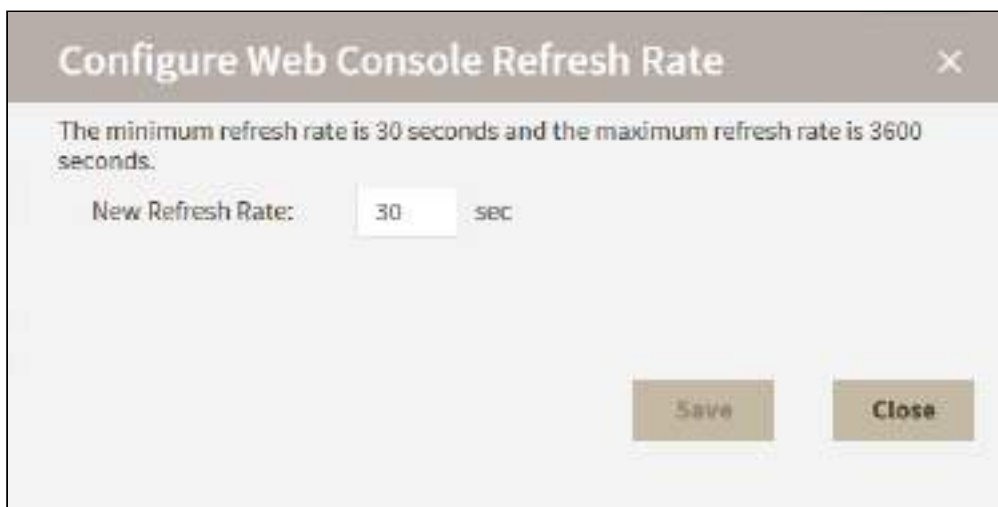 Configure Web Console Refresh Rate
The minimum refresh rate is 30 seconds and the maximum refresh rate is 3600
seconds.
New Refresh Rate: 30 sec
Save Close